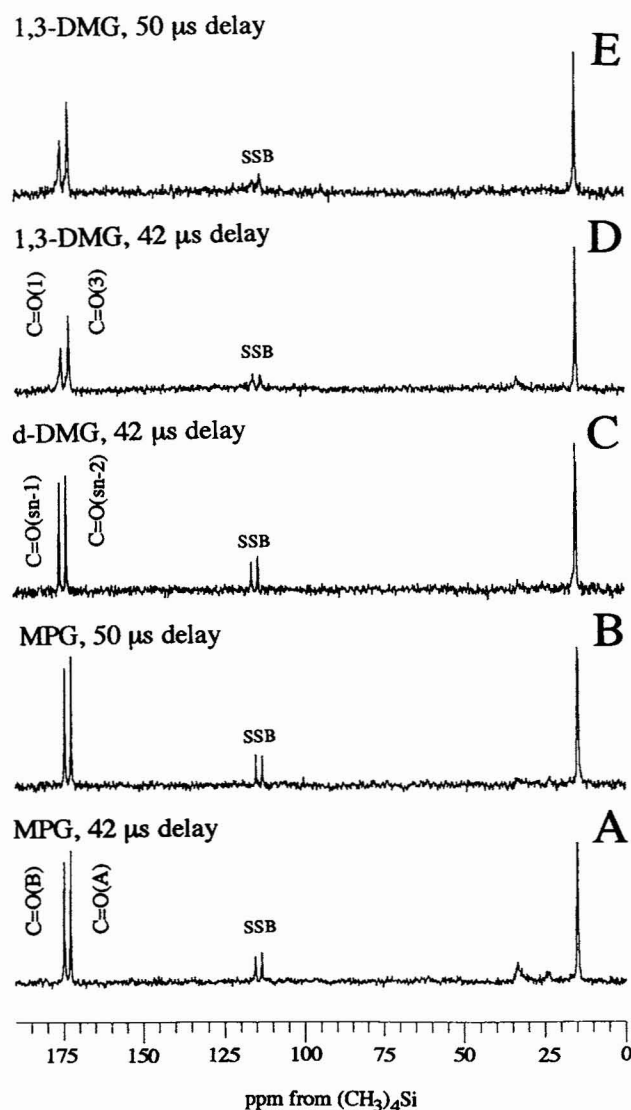 1,3-DMG, 50 μs delay
E
SSB
1,3-DMG, 42 μs delay
D
C=O(1)
C=O(3)
SSB
d-DMG, 42 μs delay
C
C=O(sn-1)
C=O(sn-2)
SSB
MPG, 50 μs delay
B
SSB
MPG, 42 μs delay
A
C=O(B)
C=O(A)
SSB
175 150 125 100 75 50 25 0
ppm from (CH₃)₄Si